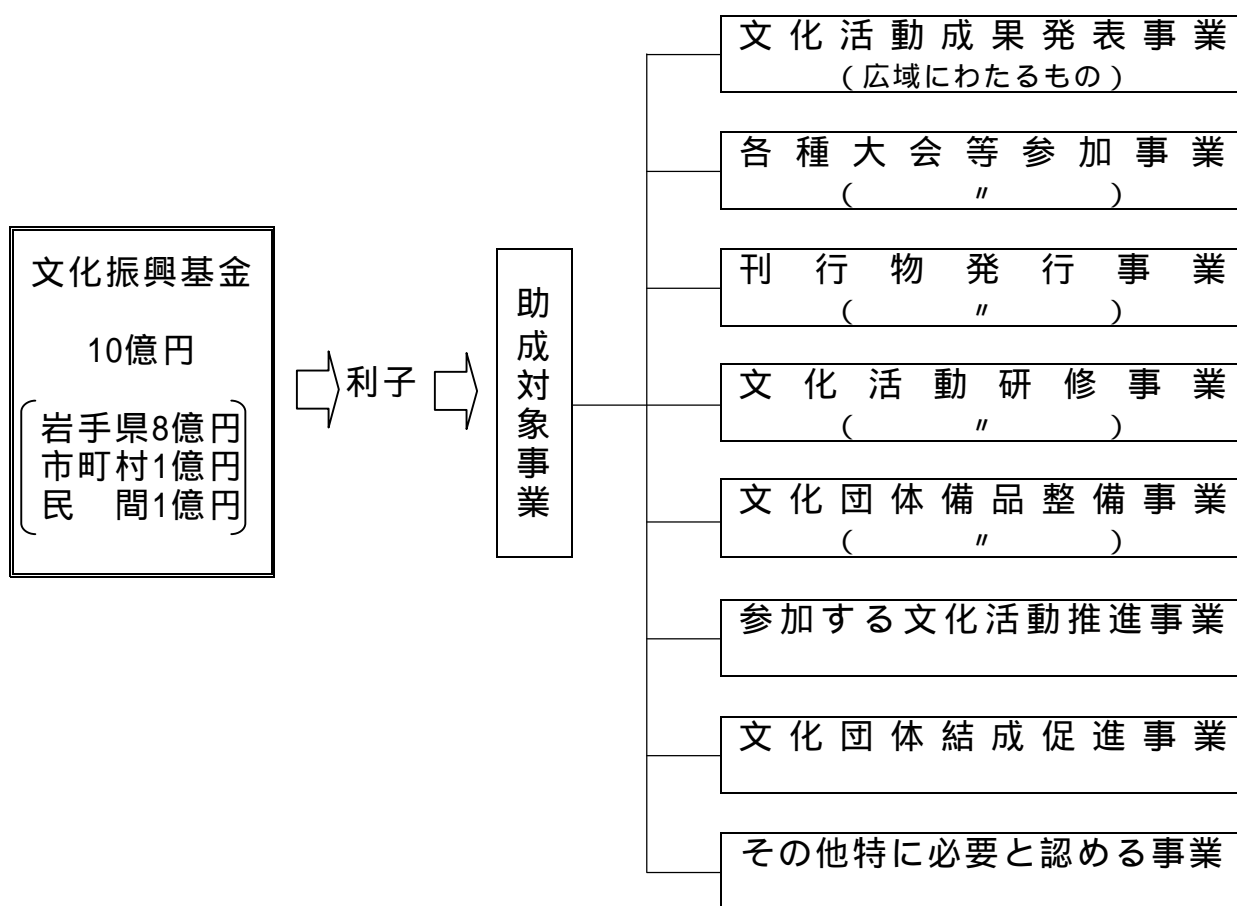 文化振興基金
10億円
岩手県8億円
市町村1億円
民　間1億円
利子
助成対象事業
文化活動成果発表事業
(広域にわたるもの)
各種大会等参加事業
(　〃　)
刊行物発行事業
(　〃　)
文化活動研修事業
(　〃　)
文化団体備品整備事業
(　〃　)
参加する文化活動推進事業
文化団体結成促進事業
その他特に必要と認める事業